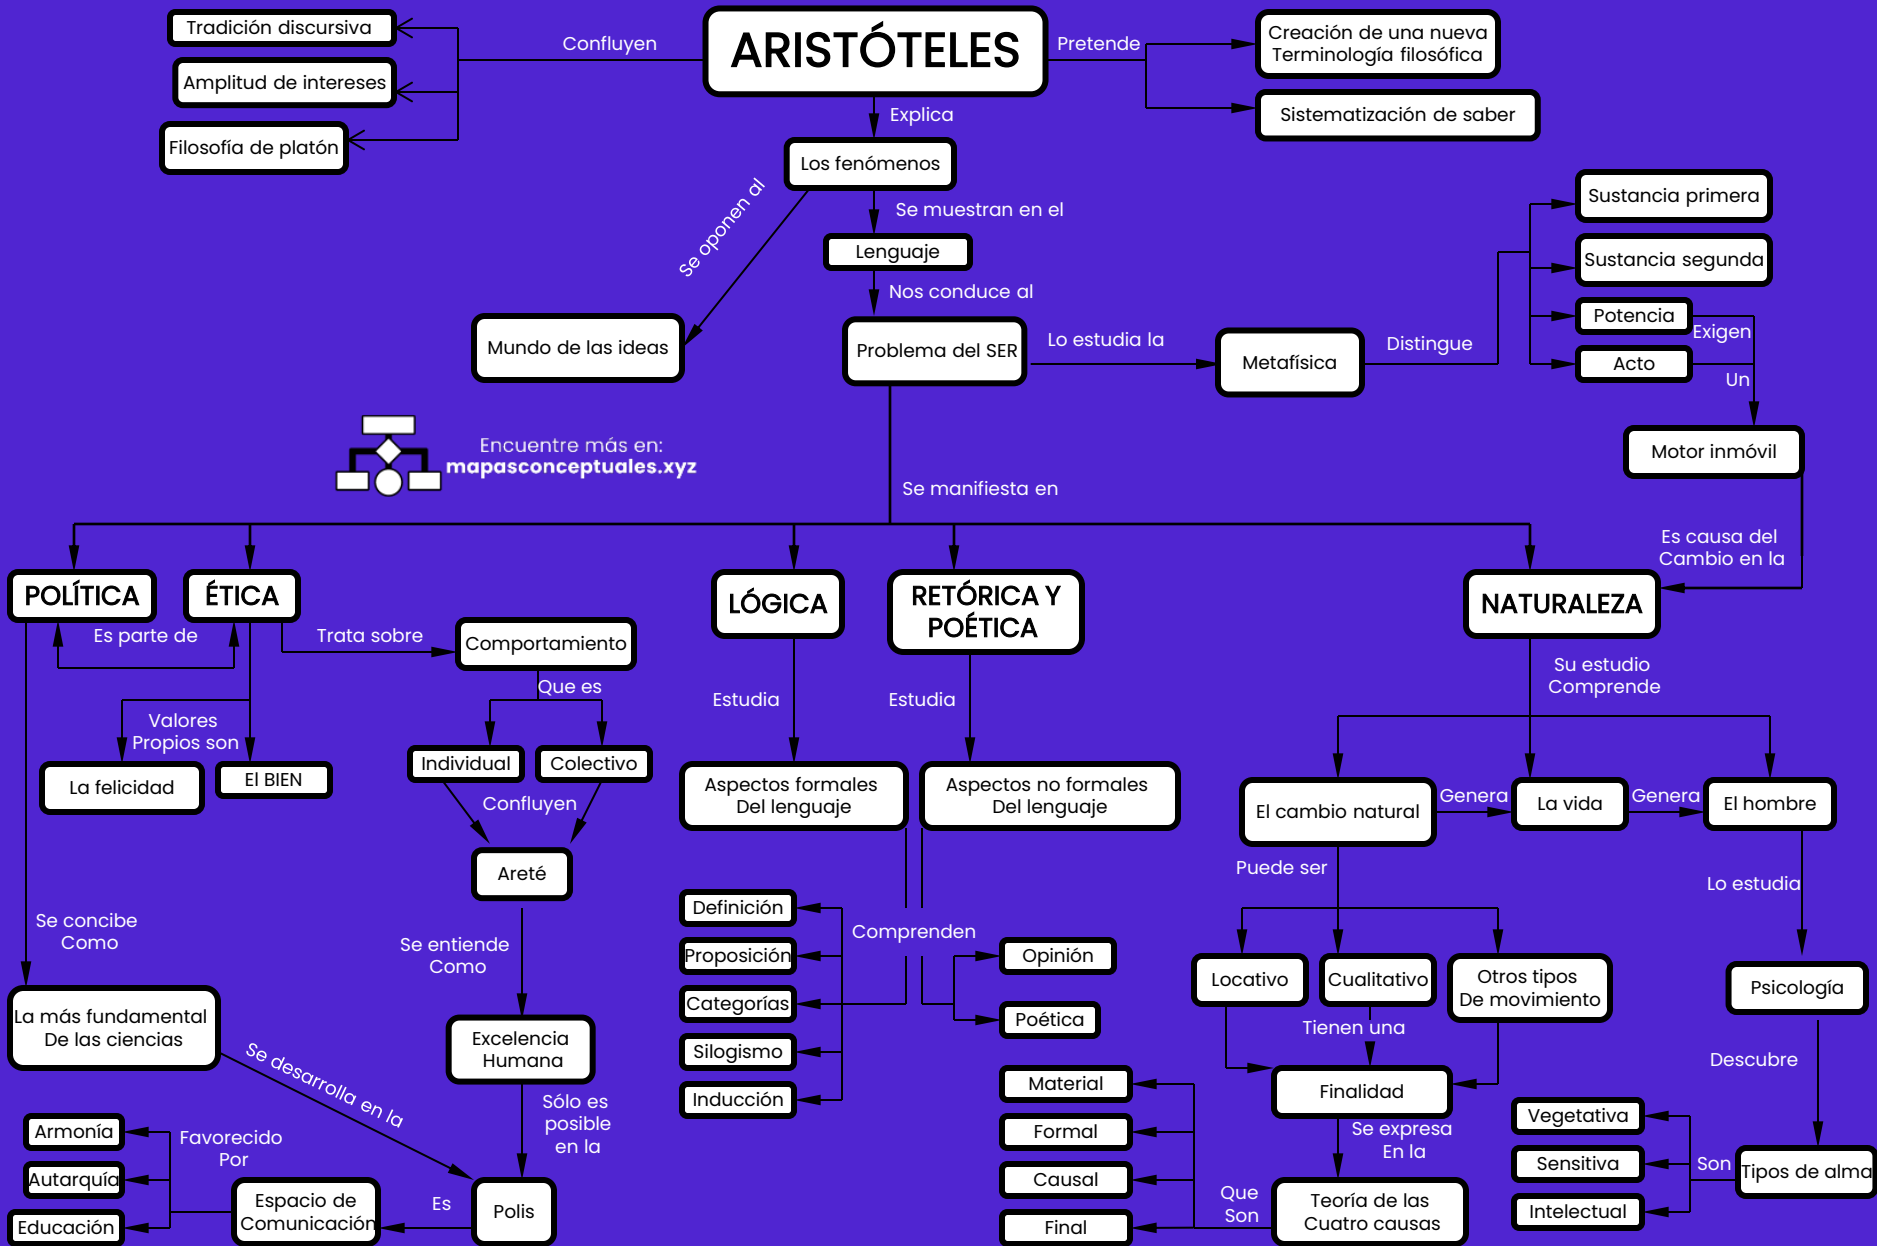 ARISTÓTELES
Tradición discursiva
Confluyen
Amplitud de intereses
Filosofía de platón
Pretende
Creación de una nueva
Terminología filosófica
Sistematización de saber
Explica
Los fenómenos
Se oponen al
Mundo de las ideas
Se muestran en el
Lenguaje
Nos conduce al
Problema del SER
Lo estudia la
Metafísica
Distingue
Sustancia primera
Sustancia segunda
Potencia
Exigen
Acto
Un
Motor inmóvil
Es causa del
Cambio en la
Encuentre más en:
mapasconceptuales.xyz
Se manifiesta en
POLÍTICA
ÉTICA
LÓGICA
RETÓRICA Y
POÉTICA
NATURALEZA
Es parte de
Trata sobre
Comportamiento
Que es
Valores
Propios son
La felicidad
El BIEN
Individual
Colectivo
Confluyen
Areté
Se concibe
Como
Se entiende
Como
La más fundamental
De las ciencias
Excelencia
Humana
Se desarrolla en la
Sólo es
posible
en la
Polis
Es
Espacio de
Comunicación
Favorecido
Por
Armonía
Autarquía
Educación
Estudia
Aspectos formales
Del lenguaje
Estudia
Aspectos no formales
Del lenguaje
Comprenden
Definición
Proposición
Categorías
Silogismo
Inducción
Opinión
Poética
Su estudio
Comprende
El cambio natural
Genera
La vida
Genera
El hombre
Puede ser
Locativo
Cualitativo
Otros tipos
De movimiento
Tienen una
Finalidad
Se expresa
En la
Teoría de las
Cuatro causas
Que
Son
Material
Formal
Causal
Final
Lo estudia
Psicología
Descubre
Tipos de alma
Son
Vegetativa
Sensitiva
Intelectual